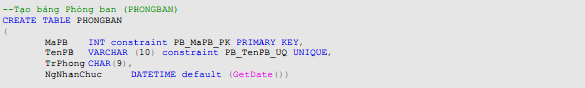 --Tạo bảng Phòng ban (PHONGBAN)
CREATE TABLE PHONGBAN
(
MaPB INT constraint PB_MaPB_PK PRIMARY KEY,
TenPB VARCHAR (10) constraint PB_TenPB_UQ UNIQUE,
TrPhong CHAR(9),
NgNhanChuc DATETIME default (GetDate())